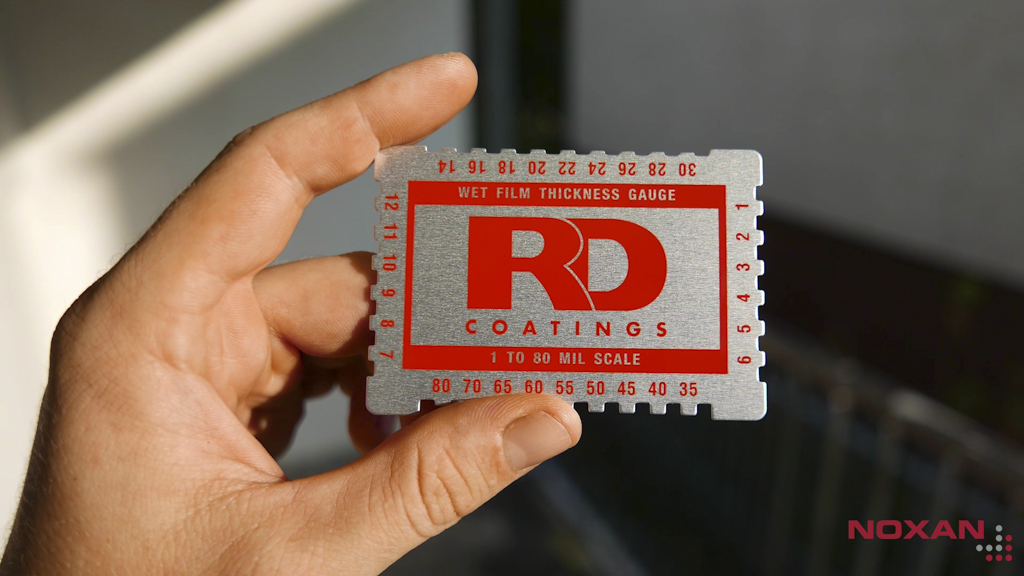 14 16 18 20 22 24 26 28 30
WET FILM THICKNESS GAUGE
12
11
10
9
8
7
RD
COATINGS
1
2
3
4
5
6
1 TO 80 MIL SCALE
80 70 65 60 55 50 45 40 35
NOXAN